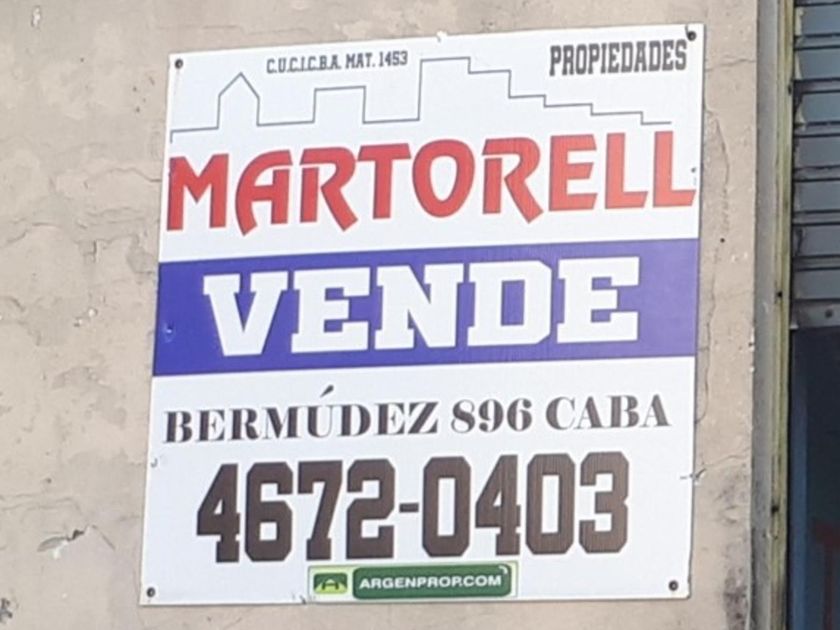 C.U.C.I.C.B.A. MAT. 1453
PROPIEDADES
MARTORELL
VENDE
BERMÚDEZ 896 CABA
4672-0403
ARGENPROP.COM